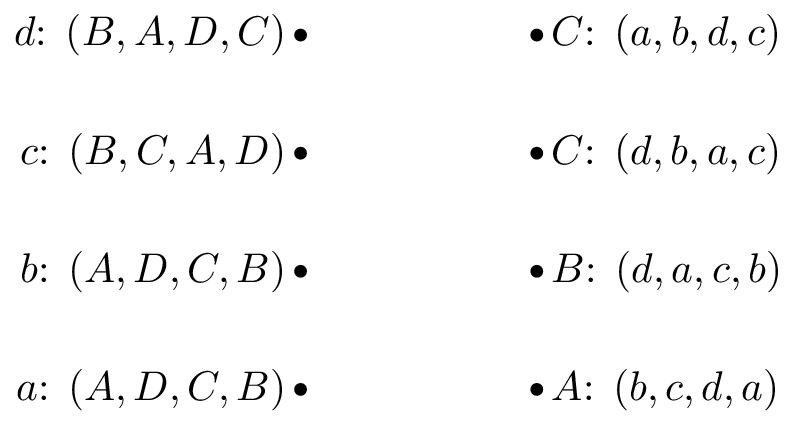 d: (B, A, D, C) • • C: (a, b, d, c)
c: (B, C, A, D) • • C: (d, b, a, c)
b: (A, D, C, B) • • B: (d, a, c, b)
a: (A, D, C, B) • • A: (b, c, d, a)